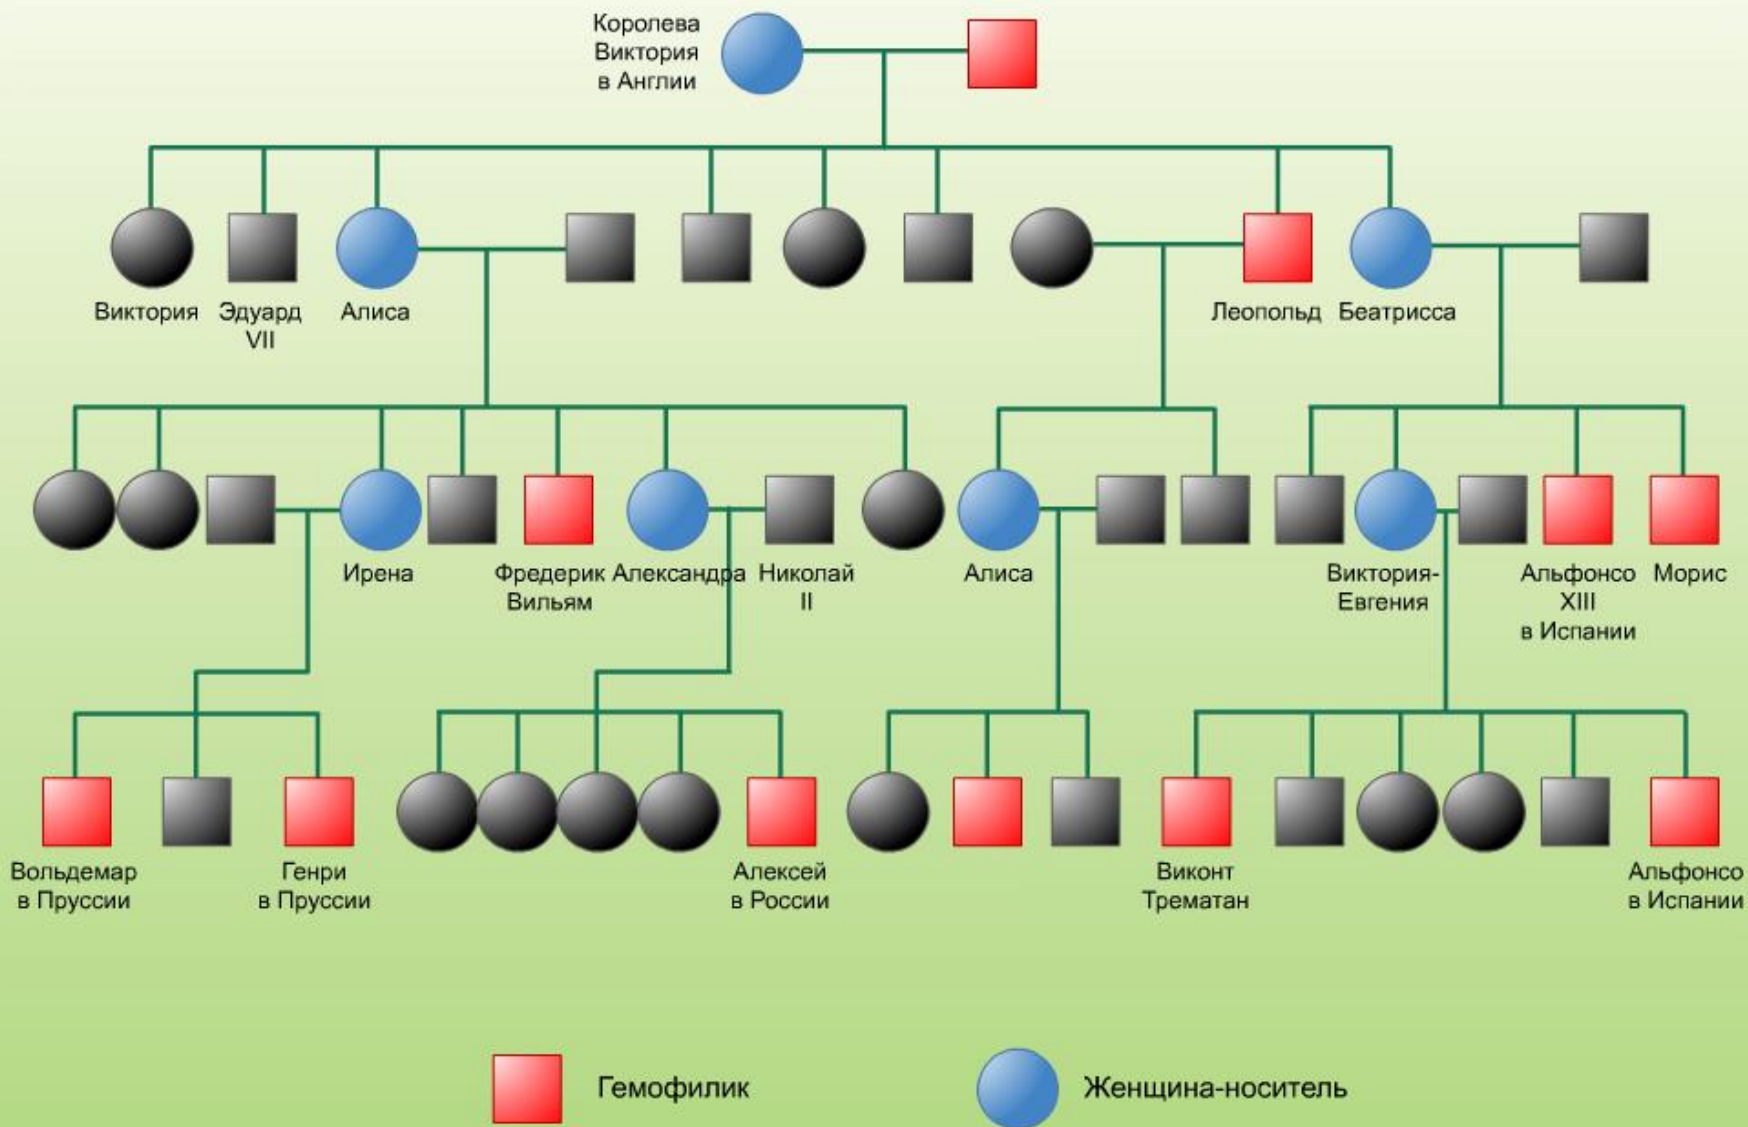 Королева
Виктория
в Англии
Виктория
Эдуард
VII
Алиса
Леопольд
Беатрисса
Ирена
Фредерик
Вильям
Александра
Николай
II
Алиса
Виктория-
Евгения
Альфонсо
XIII
в Испании
Морис
Вольдемар
в Пруссии
Генри
в Пруссии
Алексей
в России
Виконт
Трематан
Альфонсо
в Испании
Гемофилик
Женщина-носитель